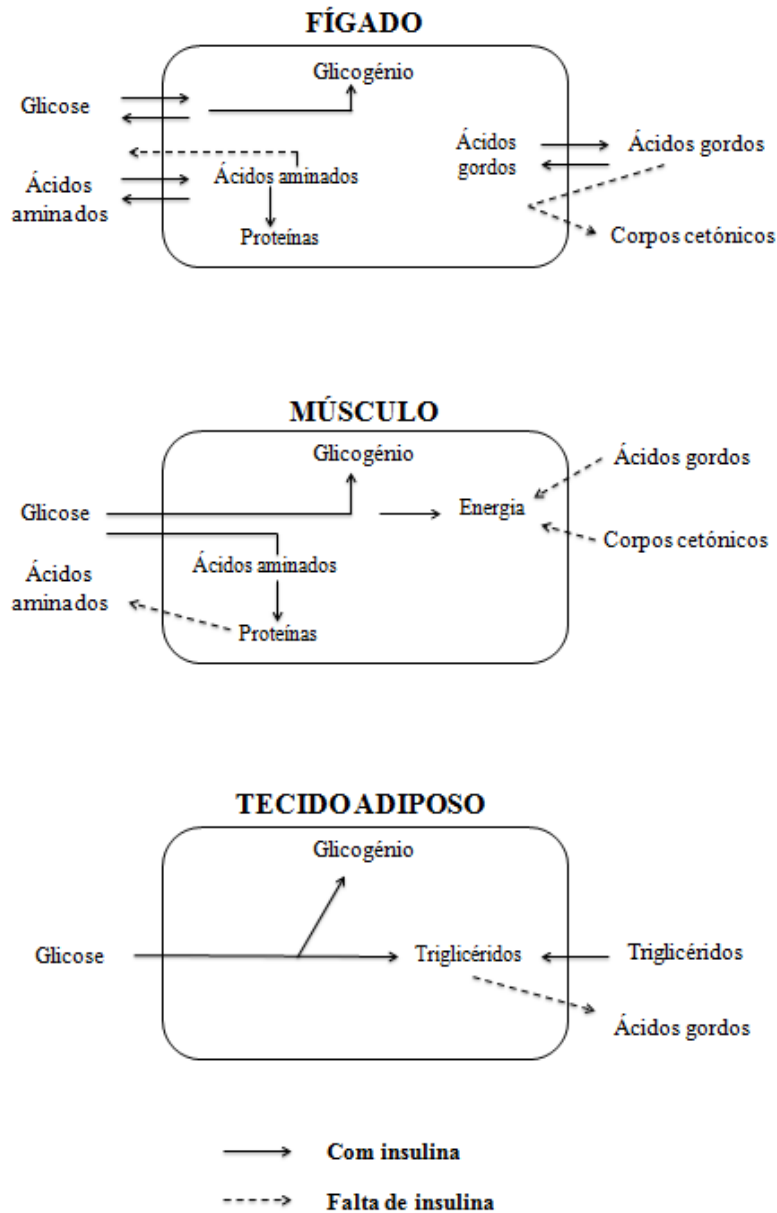 FÍGADO
Glicogénio
Glicose
Ácidos
gordos
Ácidos gordos
Ácidos
aminados
Ácidos aminados
Proteínas
Corpos cetónicos
MÚSCULO
Glicogénio
Ácidos gordos
Glicose
Energia
Corpos cetónicos
Ácidos aminados
Ácidos
aminados
Proteínas
TECIDO ADIPOSO
Glicogénio
Glicose
Triglicéridos
Triglicéridos
Ácidos gordos
Com insulina
Falta de insulina